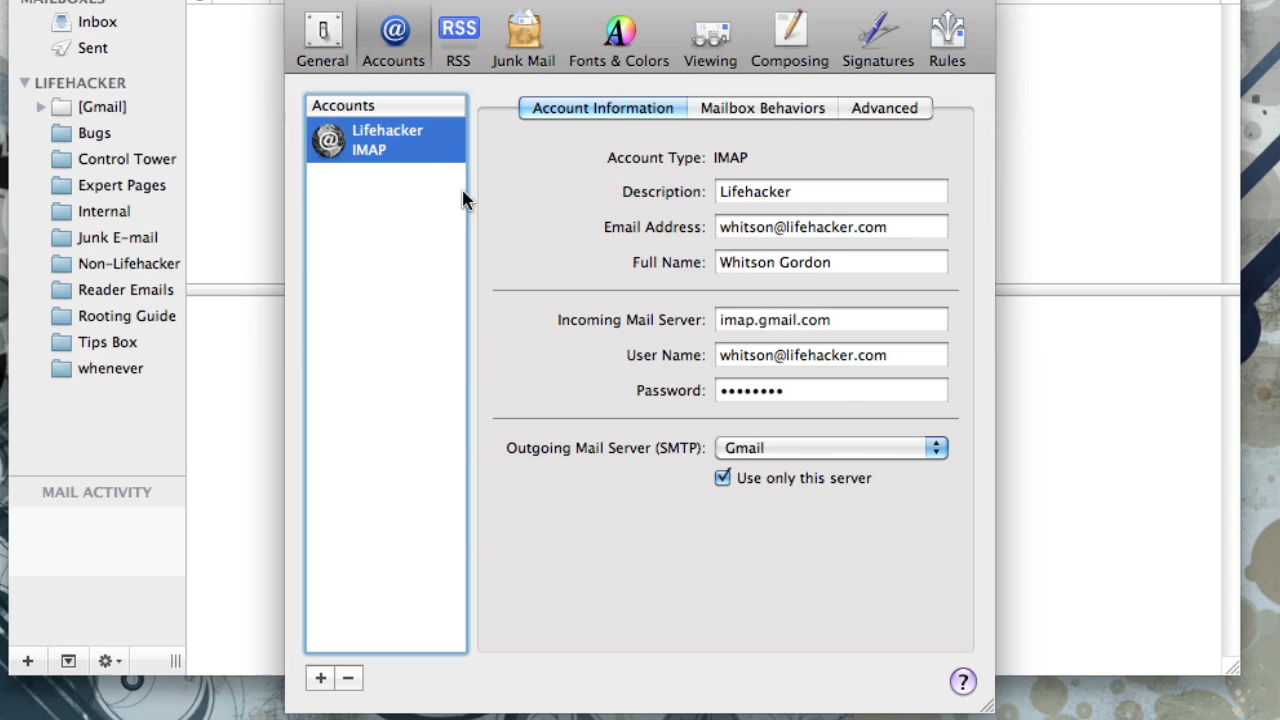 MAILBOXES
Inbox
Sent
LIFEHACKER
[Gmail]
Bugs
Control Tower
Expert Pages
Internal
Junk E-mail
Non-Lifehacker
Reader Emails
Rooting Guide
Tips Box
whenever
MAIL ACTIVITY
RSS
General Accounts RSS Junk Mail Fonts & Colors Viewing Composing Signatures Rules
Accounts
Lifehacker
IMAP
Account Information Mailbox Behaviors Advanced
Account Type: IMAP
Description: Lifehacker
Email Address: whitson@lifehacker.com
Full Name: Whitson Gordon
Incoming Mail Server: imap.gmail.com
User Name: whitson@lifehacker.com
Password: ••••••••
Outgoing Mail Server (SMTP): Gmail
Use only this server